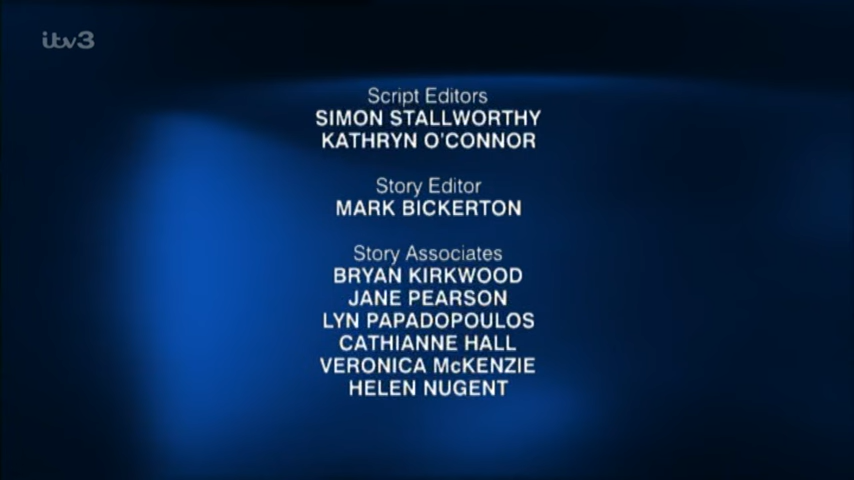 itv3
Script Editors
SIMON STALLWORTHY
KATHRYN O'CONNOR
Story Editor
MARK BICKERTON
Story Associates
BRYAN KIRKWOOD
JANE PEARSON
LYN PAPADOPOULOS
CATHIANNE HALL
VERONICA McKENZIE
HELEN NUGENT